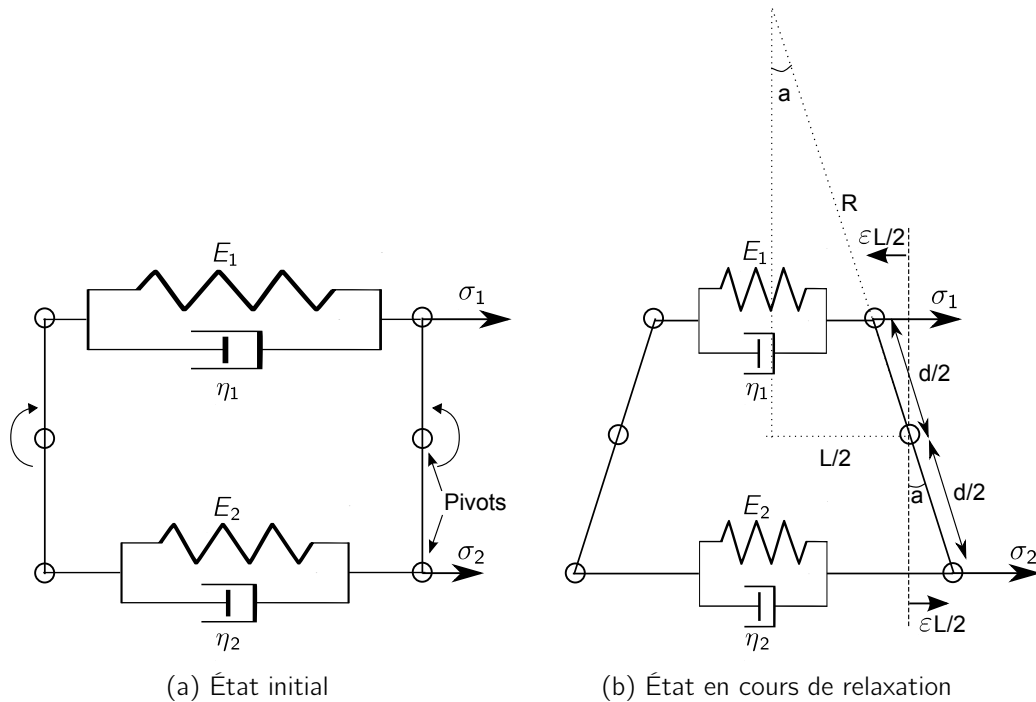 E₁
σ₁
η₁
Pivots
E₂
σ₂
η₂
(a) État initial
a
R
εL/2
E₁
σ₁
η₁
d/2
L/2
a
d/2
E₂
σ₂
η₂
εL/2
(b) État en cours de relaxation